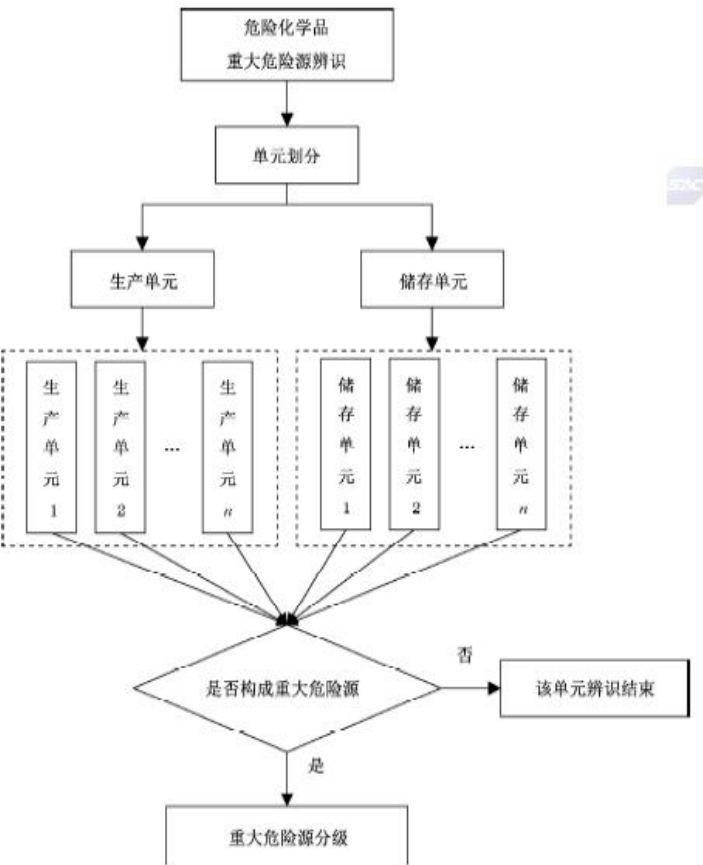 危险化学品
重大危险源辨识
单元划分
生产单元
储存单元
生产单元1
生产单元2
…
生产单元n
储存单元1
储存单元2
…
储存单元n
是否构成重大危险源
否
该单元辨识结束
是
重大危险源分级
SAC